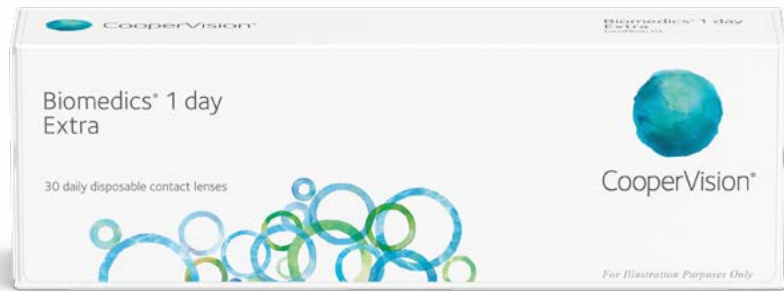 CooperVision®
Biomedics® 1 day
Extra
Biomedics® 1 day
Extra
30 daily disposable contact lenses
CooperVision®
For Illustration Purposes Only